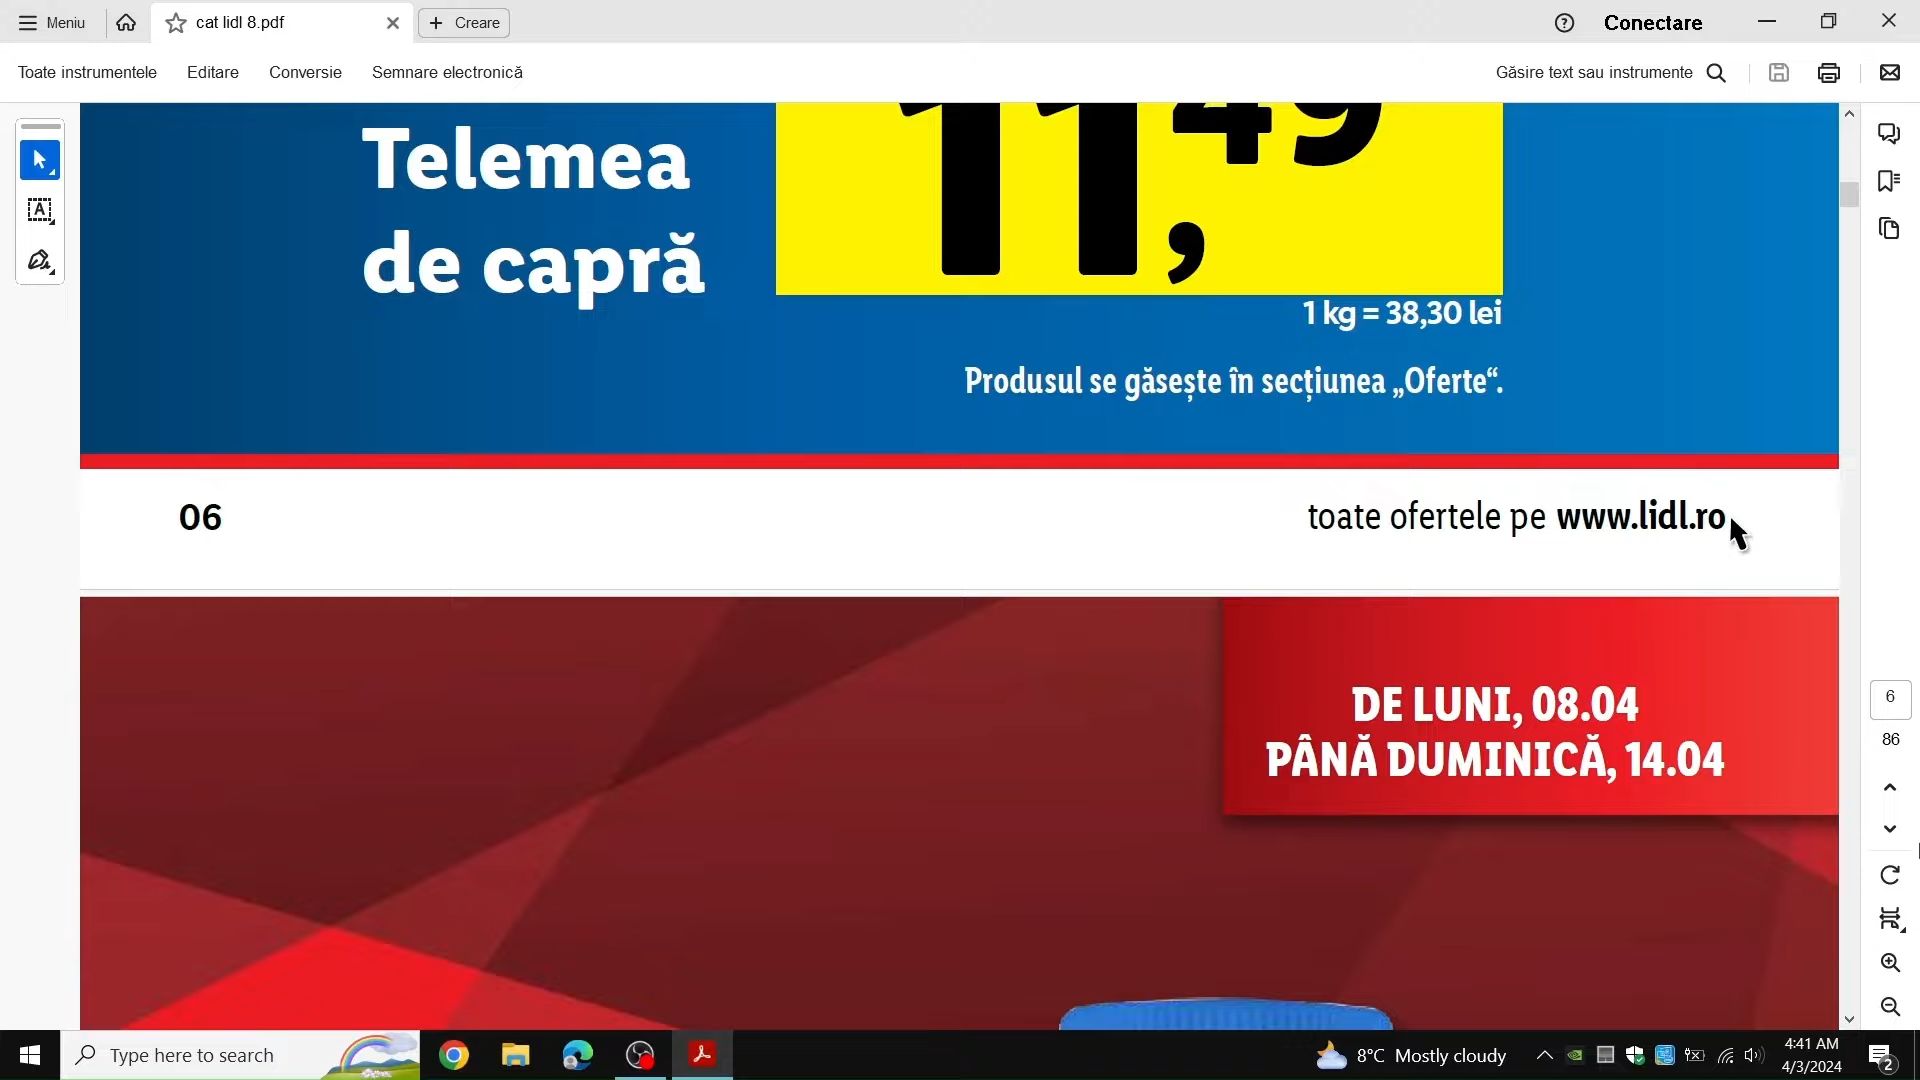 Meniu
cat lidl 8.pdf
Creare
Conectare
Toate instrumentele
Editare
Conversie
Semnare electronică
Găsire text sau instrumente
Telemea
de capră
11,49
1 kg = 38,30 lei
Produsul se găsește în secțiunea „Oferte“.
06
toate ofertele pe www.lidl.ro
DE LUNI, 08.04
PÂNĂ DUMINICĂ, 14.04
6
86
Type here to search
8°C Mostly cloudy
4:41 AM
4/3/2024
2